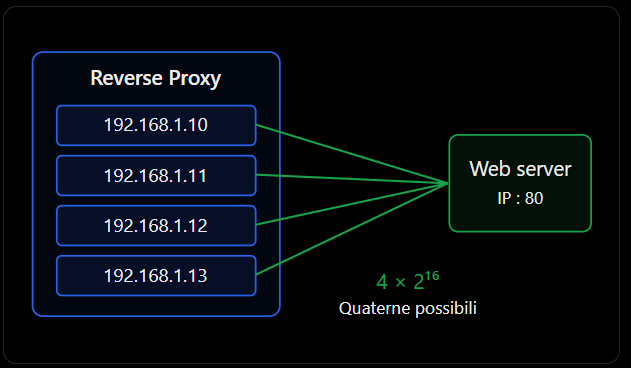 Reverse Proxy
192.168.1.10
192.168.1.11
192.168.1.12
192.168.1.13
Web server
IP : 80
4 × 2¹⁶
Quaterne possibili